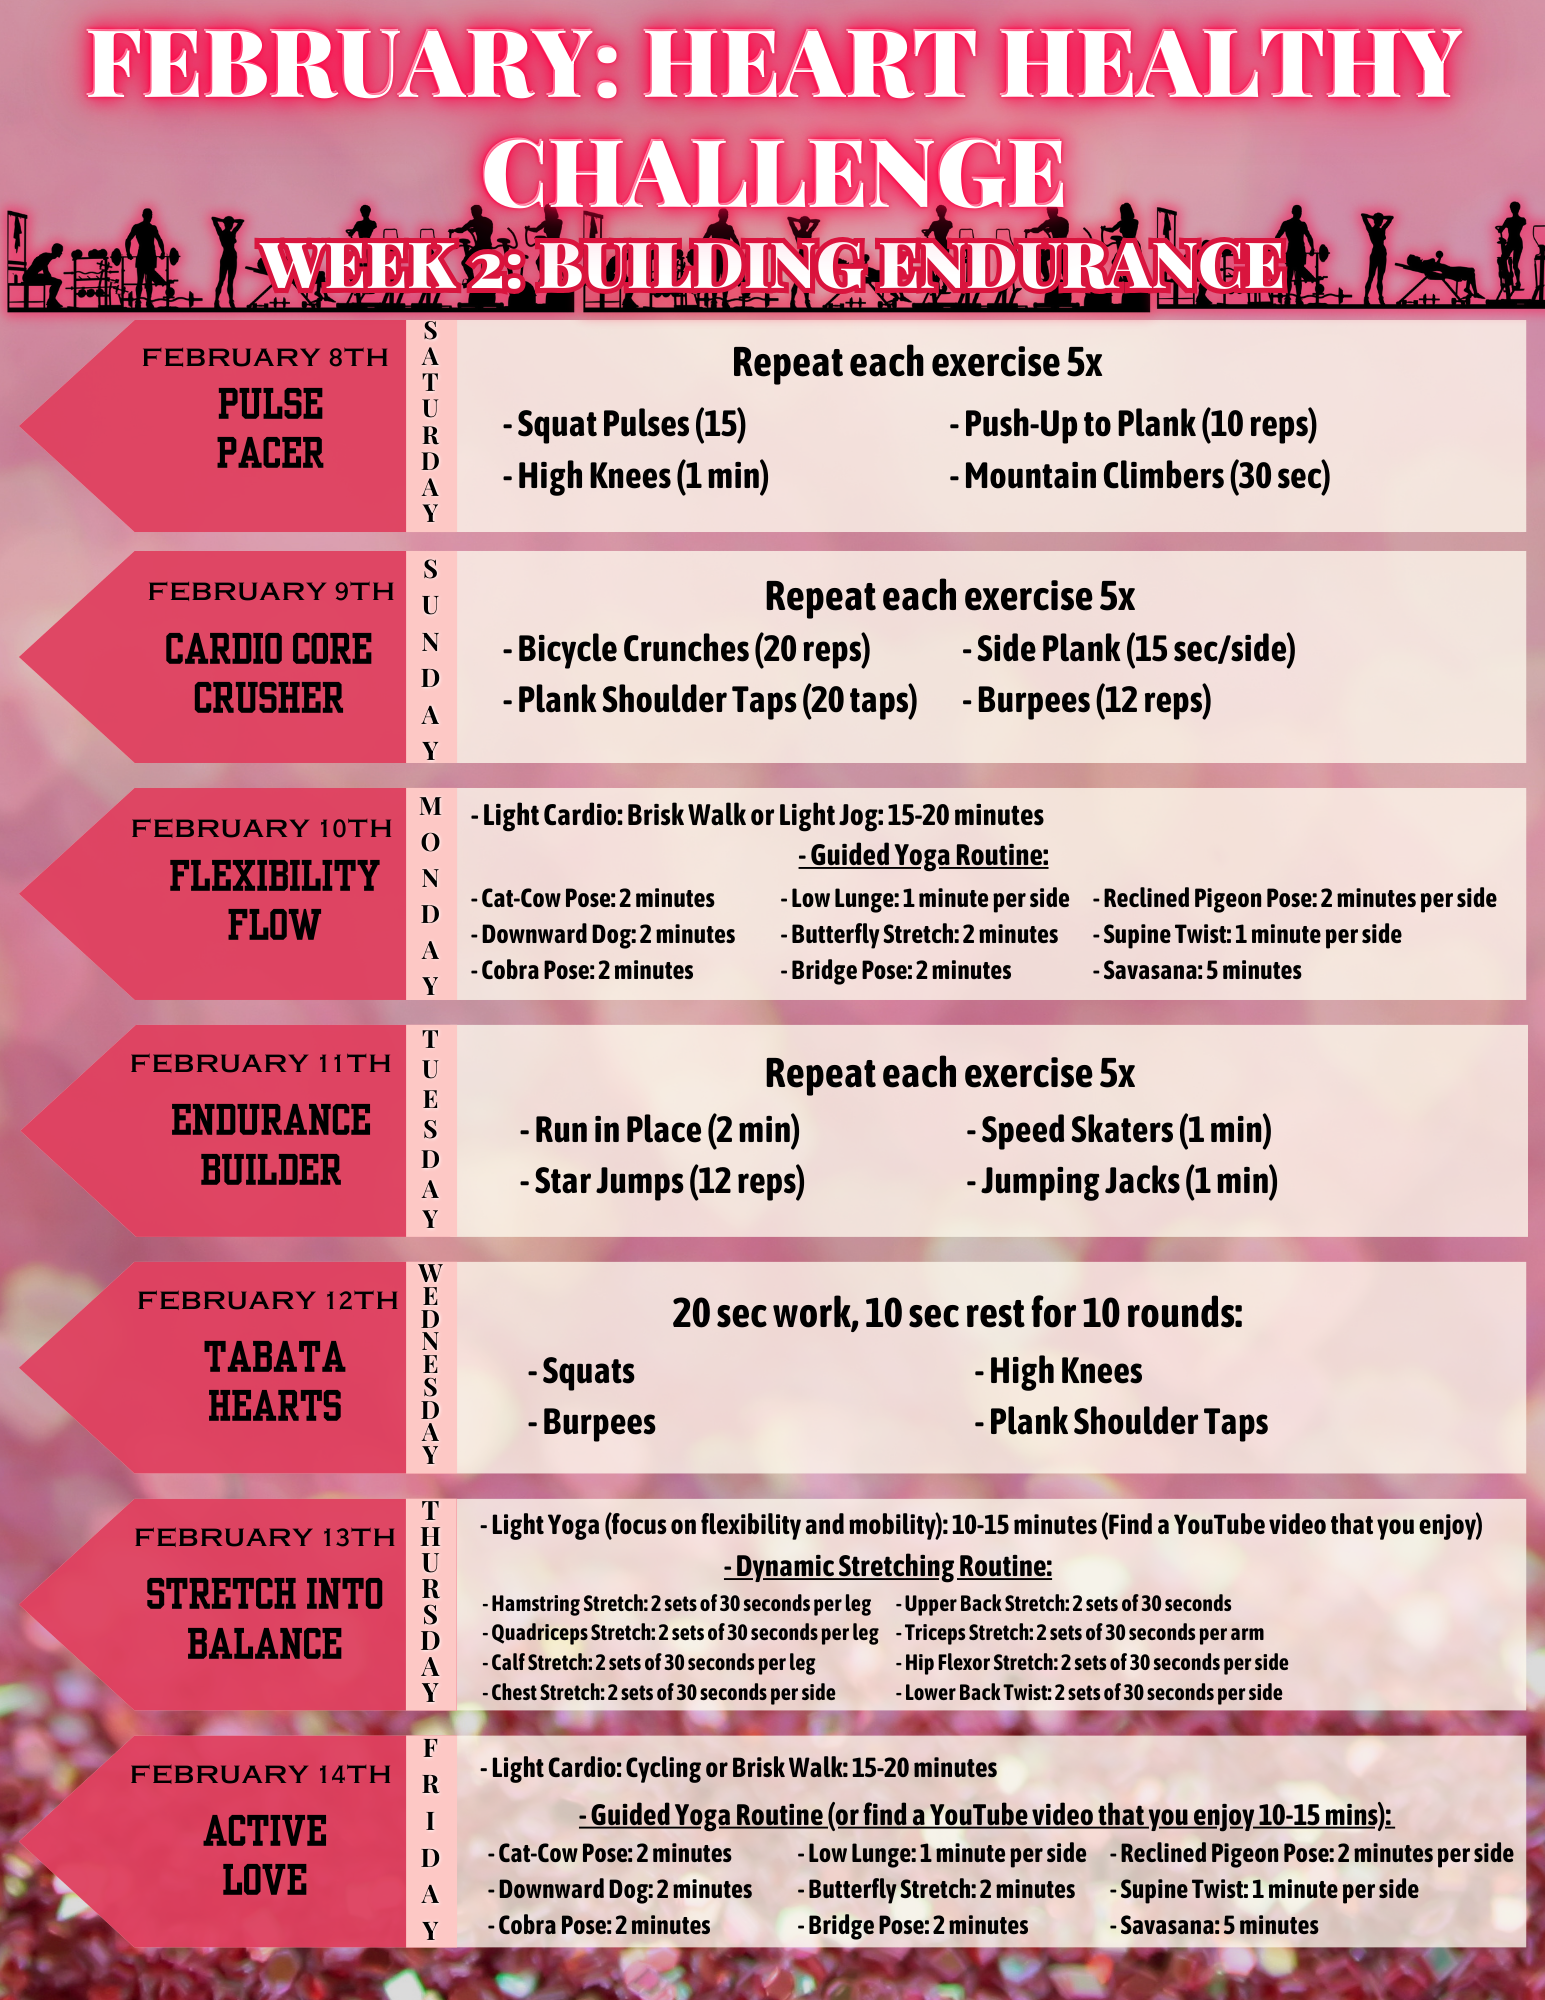 FEBRUARY: HEART HEALTHY
CHALLENGE
WEEK 2: BUILDING ENDURANCE
FEBRUARY 8TH
PULSE
PACER
SATURDAY
Repeat each exercise 5x
- Squat Pulses (15)
- High Knees (1 min)
- Push-Up to Plank (10 reps)
- Mountain Climbers (30 sec)
FEBRUARY 9TH
CARDIO CORE
CRUSHER
SUNDAY
Repeat each exercise 5x
- Bicycle Crunches (20 reps)
- Plank Shoulder Taps (20 taps)
- Side Plank (15 sec/side)
- Burpees (12 reps)
FEBRUARY 10TH
FLEXIBILITY
FLOW
MONDAY
- Light Cardio: Brisk Walk or Light Jog: 15-20 minutes
- Guided Yoga Routine:
- Cat-Cow Pose: 2 minutes
- Downward Dog: 2 minutes
- Cobra Pose: 2 minutes
- Low Lunge: 1 minute per side
- Butterfly Stretch: 2 minutes
- Bridge Pose: 2 minutes
- Reclined Pigeon Pose: 2 minutes per side
- Supine Twist: 1 minute per side
- Savasana: 5 minutes
FEBRUARY 11TH
ENDURANCE
BUILDER
TUESDAY
Repeat each exercise 5x
- Run in Place (2 min)
- Star Jumps (12 reps)
- Speed Skaters (1 min)
- Jumping Jacks (1 min)
FEBRUARY 12TH
TABATA
HEARTS
WEDNESDAY
20 sec work, 10 sec rest for 10 rounds:
- Squats
- Burpees
- High Knees
- Plank Shoulder Taps
FEBRUARY 13TH
STRETCH INTO
BALANCE
THURSDAY
- Light Yoga (focus on flexibility and mobility): 10-15 minutes (Find a YouTube video that you enjoy)
- Dynamic Stretching Routine:
- Hamstring Stretch: 2 sets of 30 seconds per leg
- Quadriceps Stretch: 2 sets of 30 seconds per leg
- Calf Stretch: 2 sets of 30 seconds per leg
- Chest Stretch: 2 sets of 30 seconds per side
- Upper Back Stretch: 2 sets of 30 seconds
- Triceps Stretch: 2 sets of 30 seconds per arm
- Hip Flexor Stretch: 2 sets of 30 seconds per side
- Lower Back Twist: 2 sets of 30 seconds per side
FEBRUARY 14TH
ACTIVE
LOVE
FRIDAY
- Light Cardio: Cycling or Brisk Walk: 15-20 minutes
- Guided Yoga Routine (or find a YouTube video that you enjoy 10-15 mins):
- Cat-Cow Pose: 2 minutes
- Downward Dog: 2 minutes
- Cobra Pose: 2 minutes
- Low Lunge: 1 minute per side
- Butterfly Stretch: 2 minutes
- Bridge Pose: 2 minutes
- Reclined Pigeon Pose: 2 minutes per side
- Supine Twist: 1 minute per side
- Savasana: 5 minutes